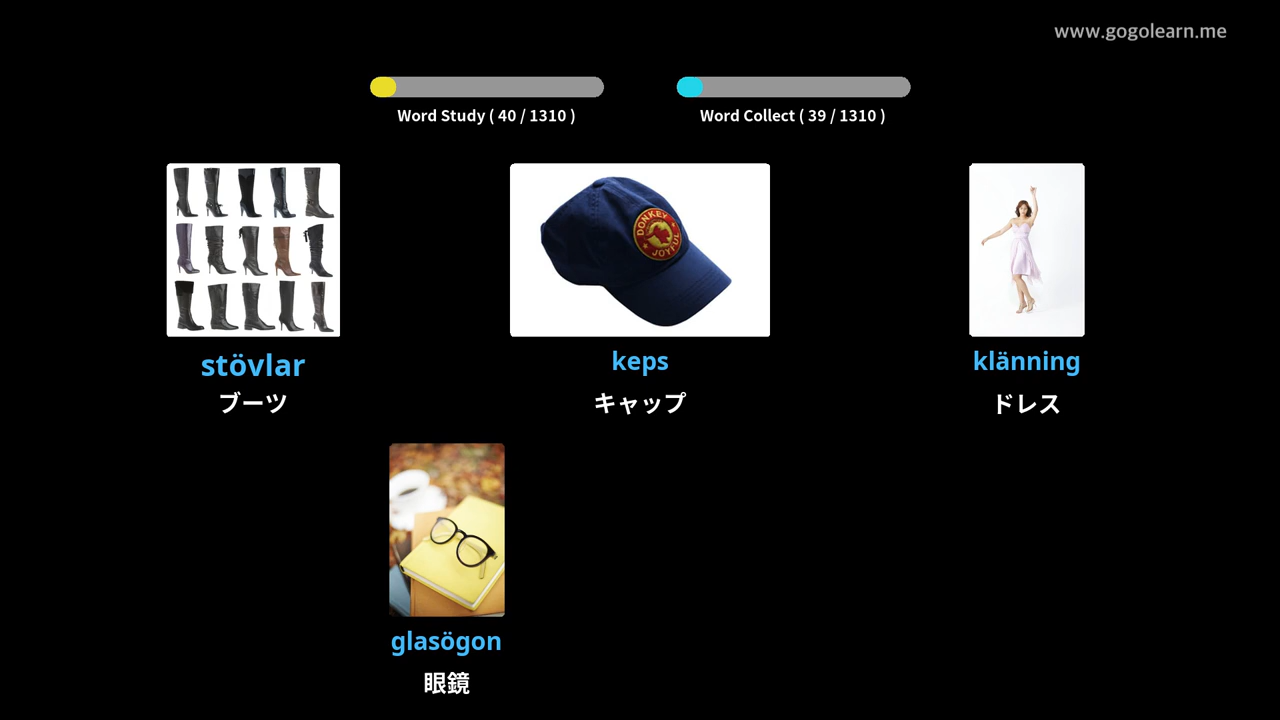 www.gogolearn.me
Word Study ( 40 / 1310 )
Word Collect ( 39 / 1310 )
DONKEY
JOYFUL
stövlar
keps
klänning
ブーツ
キャップ
ドレス
glasögon
眼鏡